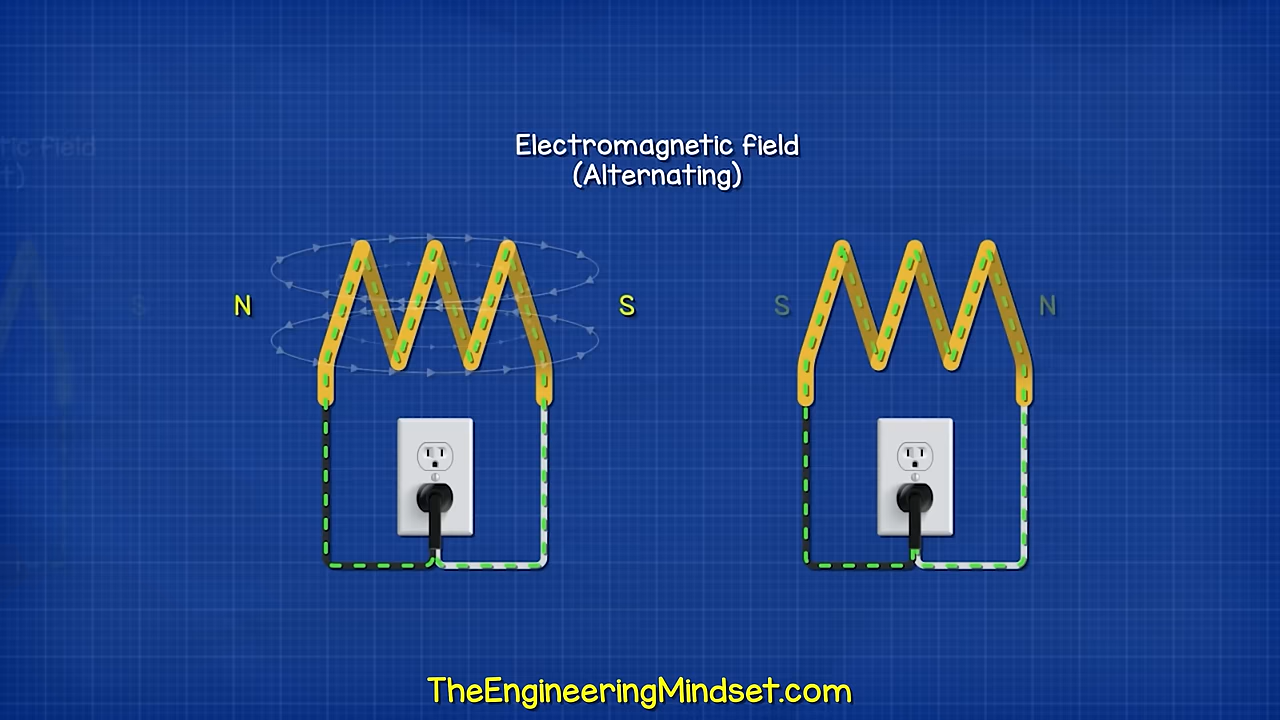 Electromagnetic field
(Alternating)
N
S
S
N
TheEngineeringMindset.com